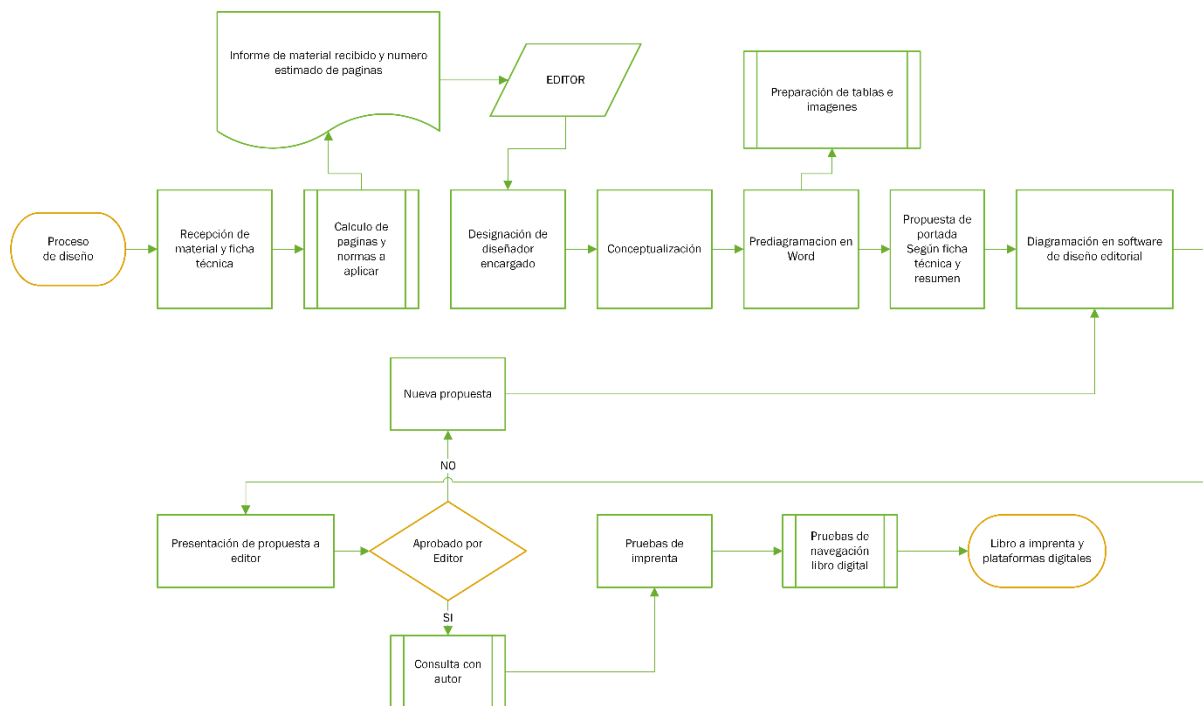 Informe de material recibido y numero
estimado de paginas
EDITOR
Preparación de tablas e
imagenes
Proceso
de diseño
Recepción de
material y ficha
técnica
Calculo de
paginas y
normas a
aplicar
Designación de
diseñador
encargado
Conceptualización
Prediagramacion en
Word
Propuesta de
portada
Según ficha
técnica y
resumen
Diagramación en software
de diseño editorial
Nueva propuesta
NO
Presentación de propuesta a
editor
Aprobado por
Editor
Pruebas de
imprenta
Pruebas de
navegación
libro digital
Libro a imprenta y
plataformas digitales
SI
Consulta con
autor